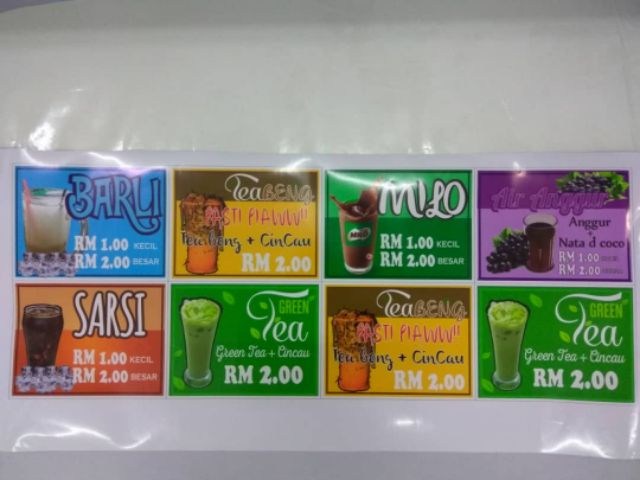 BARLI
RM 1.00 KECIL
RM 2.00 BESAR
TeaBENG
PASTI PIAWW!!
Tea beng + CinCau
RM 2.00
MILO
MILO
RM 1.00 KECIL
RM 2.00 BESAR
Air Anggur
Anggur
+
Nata d coco
RM 1.00 KECIL
RM 2.00 BESAR
SARSI
RM 1.00 KECIL
RM 2.00 BESAR
GREEN
Tea
Green Tea + Cincau
RM 2.00
TeaBENG
PASTI PIAWW!!
Tea beng + CinCau
RM 2.00
GREEN
Tea
Green Tea + Cincau
RM 2.00